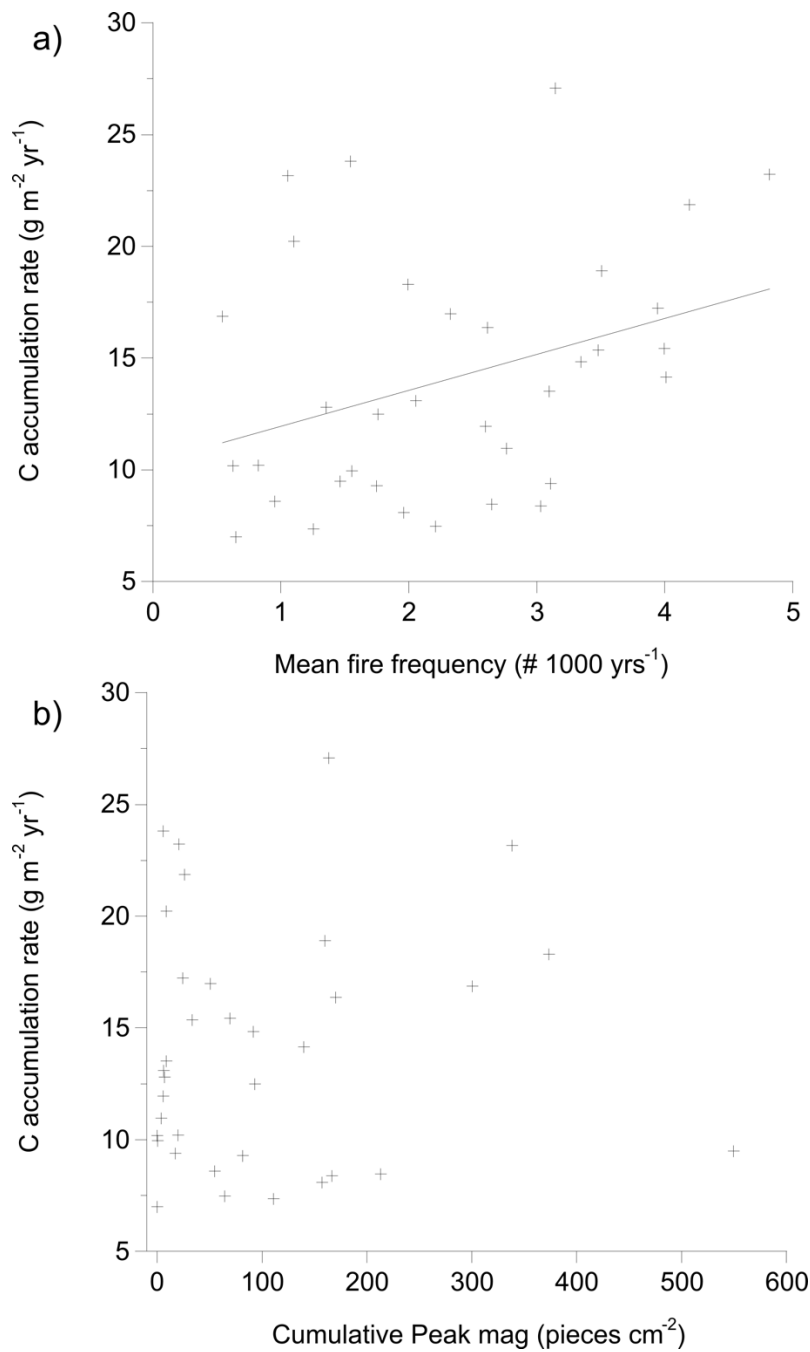 a)
30
25
20
15
10
5
C accumulation rate (g m⁻² yr⁻¹)
0 1 2 3 4 5
Mean fire frequency (# 1000 yrs⁻¹)
b)
30
25
20
15
10
5
C accumulation rate (g m⁻² yr⁻¹)
0 100 200 300 400 500 600
Cumulative Peak mag (pieces cm⁻²)